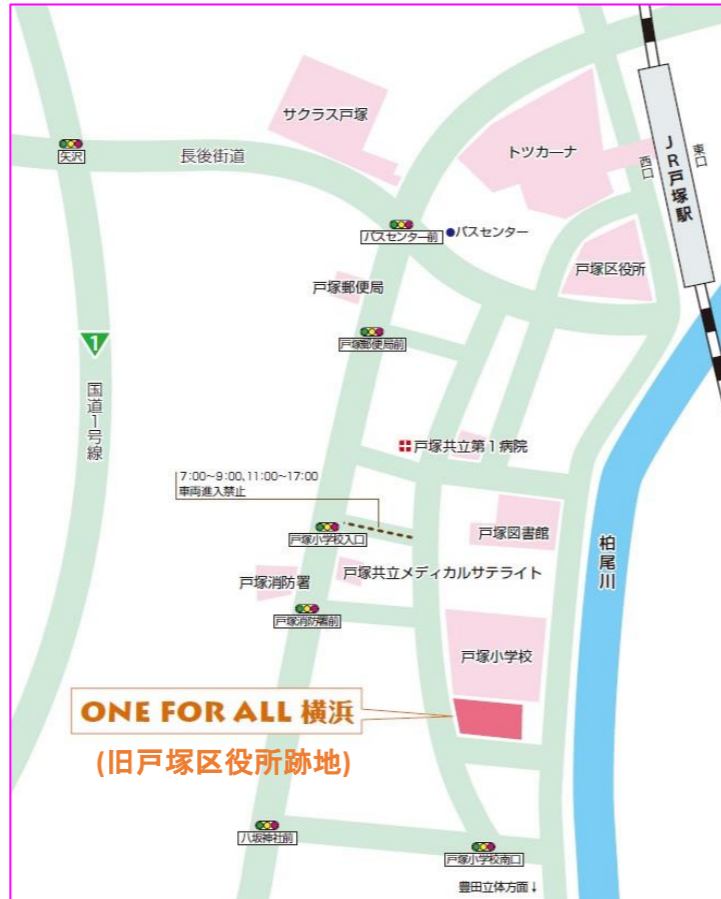 サクラス戸塚
トツカーナ
JR戸塚駅
東口
西口
矢沢
長後街道
バスセンター前
バスセンター
戸塚区役所
戸塚郵便局
戸塚郵便局前
1
国道1号線
戸塚共立第1病院
7:00~9:00、11:00~17:00
車両進入禁止
戸塚小学校入口
戸塚図書館
柏尾川
戸塚消防署
戸塚共立メディカルサテライト
戸塚消防署前
戸塚小学校
ONE FOR ALL 横浜
(旧戸塚区役所跡地)
八坂神社前
戸塚小学校南口
豊田立体方面↓